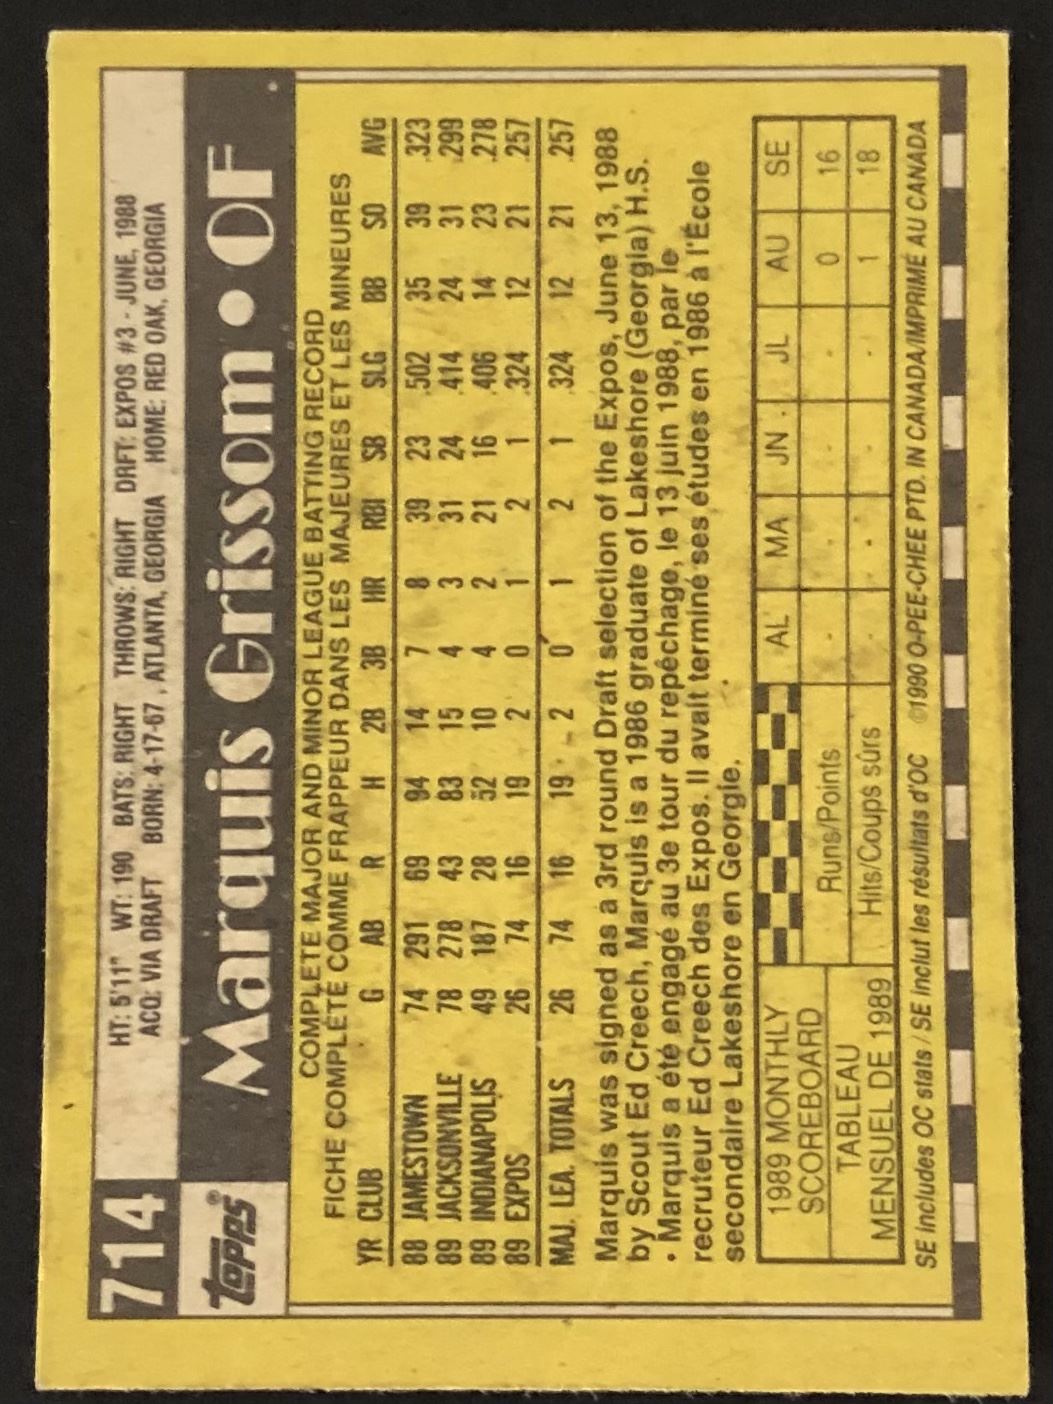 714
HT: 5'11" WT: 190 BATS: RIGHT THROWS: RIGHT DRFT: EXPOS #3 - JUNE, 1988
ACQ: VIA DRAFT BORN: 4-17-67, ATLANTA, GEORGIA HOME: RED OAK, GEORGIA
TOPPS® Marquis Grissom • OF
COMPLETE MAJOR AND MINOR LEAGUE BATTING RECORD
FICHE COMPLÈTE COMME FRAPPEUR DANS LES MAJEURES ET LES MINEURES
YR CLUB G AB R H 2B 3B HR RBI SB SLG BB SO AVG
88 JAMESTOWN 74 291 69 94 14 7 8 39 23 .502 35 39 .323
89 JACKSONVILLE 78 278 43 83 15 4 3 31 24 .414 24 31 .299
89 INDIANAPOLIS 49 187 28 52 10 4 2 21 16 .406 14 23 .278
89 EXPOS 26 74 16 19 2 0 1 2 1 .324 12 21 .257
MAJ. LEA. TOTALS 26 74 16 19 2 0 1 2 1 .324 12 21 .257
Marquis was signed as a 3rd round Draft selection of the Expos, June 13, 1988
by Scout Ed Creech, Marquis is a 1986 graduate of Lakeshore (Georgia) H.S.
• Marquis a été engagé au 3e tour du repéchage, le 13 juin 1988, par le
recruteur Ed Creech des Expos. Il avait terminé ses études en 1986 à l'École
secondaire Lakeshore en Georgie.
1989 MONTHLY SCOREBOARD AL MA JN JL AU SE
TABLEAU MENSUEL DE 1989
Runs/Points - - - - 0 16
Hits/Coups sûrs - - - - 1 18
SE includes OC stats / SE inclut les résultats d'OC ©1990 O-PEE-CHEE PTD. IN CANADA/IMPRIMÉ AU CANADA